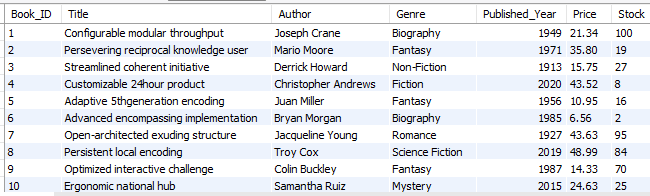 Book_ID Title Author Genre Published_Year Price Stock
1 Configurable modular throughput Joseph Crane Biography 1949 21.34 100
2 Persevering reciprocal knowledge user Mario Moore Fantasy 1971 35.80 19
3 Streamlined coherent initiative Derrick Howard Non-Fiction 1913 15.75 27
4 Customizable 24hour product Christopher Andrews Fiction 2020 43.52 8
5 Adaptive 5thgeneration encoding Juan Miller Fantasy 1956 10.95 16
6 Advanced encompassing implementation Bryan Morgan Biography 1985 6.56 2
7 Open-architected exuding structure Jacqueline Young Romance 1927 43.63 95
8 Persistent local encoding Troy Cox Science Fiction 2019 48.99 84
9 Optimized interactive challenge Colin Buckley Fantasy 1987 14.33 70
10 Ergonomic national hub Samantha Ruiz Mystery 2015 24.63 25